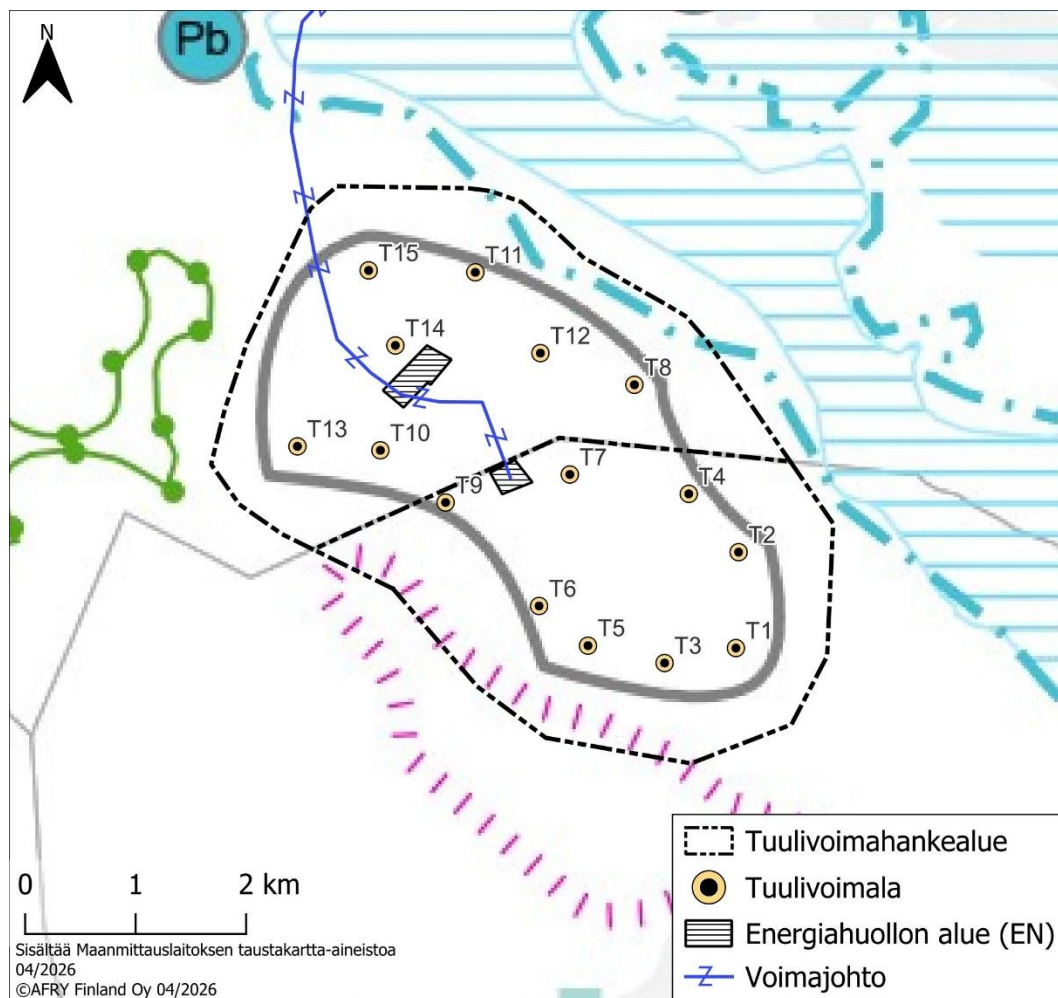 N
Pb
T15
T11
T14
T12
T8
T13
T10
T7
T9
T4
T2
T6
T5
T3
T1
0 1 2 km
Sisältää Maanmittauslaitoksen taustakartta-aineistoa
04/2026
©AFRY Finland Oy 04/2026
Tuulivoimahankealue
Tuulivoimala
Energiahuollon alue (EN)
Voimajohto